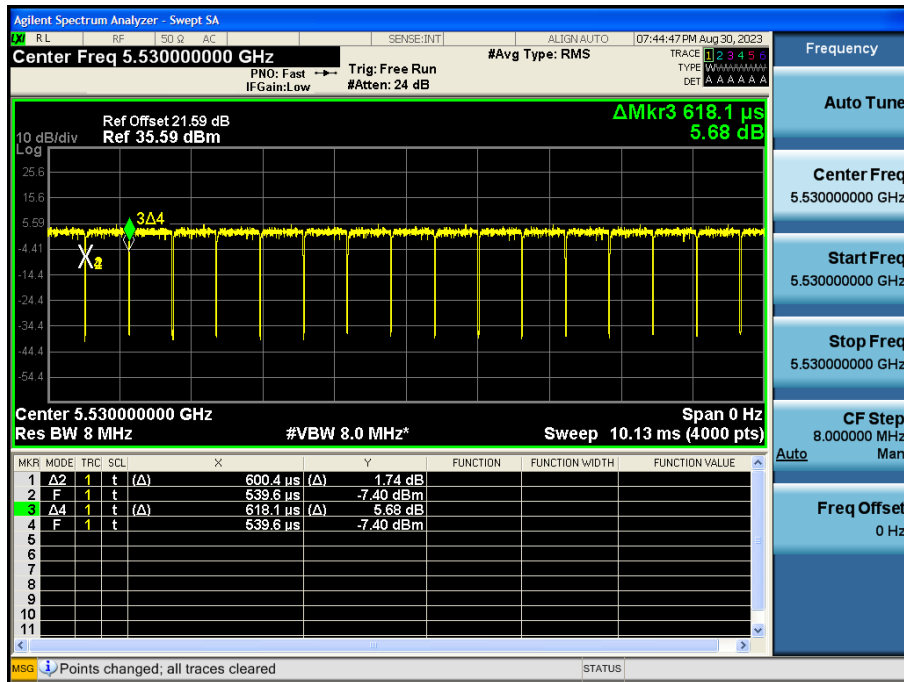 Agilent Spectrum Analyzer - Swept SA
LXI RL RF 50 Ω AC SENSE:INT ALIGN AUTO 07:44:47 PM Aug 30, 2023
Center Freq 5.530000000 GHz
PNO: Fast
IFGain:Low
Trig: Free Run
#Atten: 24 dB
#Avg Type: RMS
TRACE 1 2 3 4 5 6
TYPE WWWWWW
DET A A A A A A
Frequency
Auto Tune
Center Freq
5.530000000 GHz
Start Freq
5.530000000 GHz
Stop Freq
5.530000000 GHz
CF Step
8.000000 MHz
Auto Man
Freq Offset
0 Hz
10 dB/div
Log
Ref Offset 21.59 dB
Ref 35.59 dBm
ΔMkr3 618.1 µs
5.68 dB
25.6
15.6
5.59
-4.41
-14.4
-24.4
-34.4
-44.4
-54.4
3Δ4
X2
Center 5.530000000 GHz
Res BW 8 MHz
#VBW 8.0 MHz*
Span 0 Hz
Sweep 10.13 ms (4000 pts)
MKR MODE TRC SCL X Y FUNCTION FUNCTION WIDTH FUNCTION VALUE
1 Δ2 1 t (Δ) 600.4 µs (Δ) 1.74 dB
2 F 1 t 539.6 µs -7.40 dBm
3 Δ4 1 t (Δ) 618.1 µs (Δ) 5.68 dB
4 F 1 t 539.6 µs -7.40 dBm
5
6
7
8
9
10
11
MSG Points changed; all traces cleared STATUS